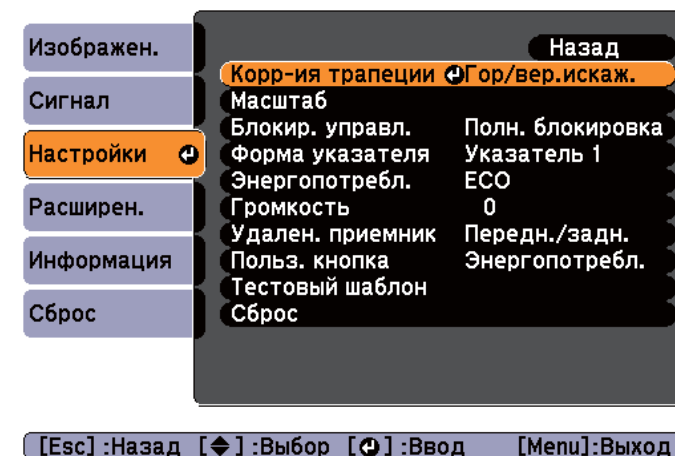 Изображен.
Сигнал
Настройки
Расширен.
Информация
Сброс
Назад
Корр-ия трапеции Гор/вер.искаж.
Масштаб
Блокир. управл. Полн. блокировка
Форма указателя Указатель 1
Энергопотребл. ECO
Громкость 0
Удален. приемник Передн./задн.
Польз. кнопка Энергопотребл.
Тестовый шаблон
Сброс
[Esc] :Назад [◆] :Выбор [⏎] :Ввод [Menu]:Выход